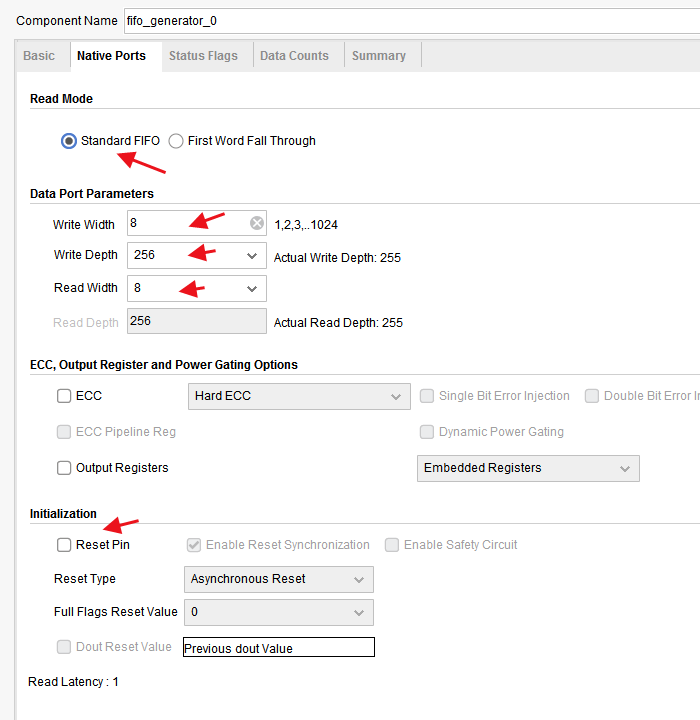 Component Name fifo_generator_0
Basic Native Ports Status Flags Data Counts Summary
Read Mode
Standard FIFO First Word Fall Through
Data Port Parameters
Write Width 8 1,2,3,..1024
Write Depth 256 Actual Write Depth: 255
Read Width 8
Read Depth 256 Actual Read Depth: 255
ECC, Output Register and Power Gating Options
ECC Hard ECC Single Bit Error Injection Double Bit Error In
ECC Pipeline Reg Dynamic Power Gating
Output Registers Embedded Registers
Initialization
Reset Pin Enable Reset Synchronization Enable Safety Circuit
Reset Type Asynchronous Reset
Full Flags Reset Value 0
Dout Reset Value Previous dout Value
Read Latency : 1